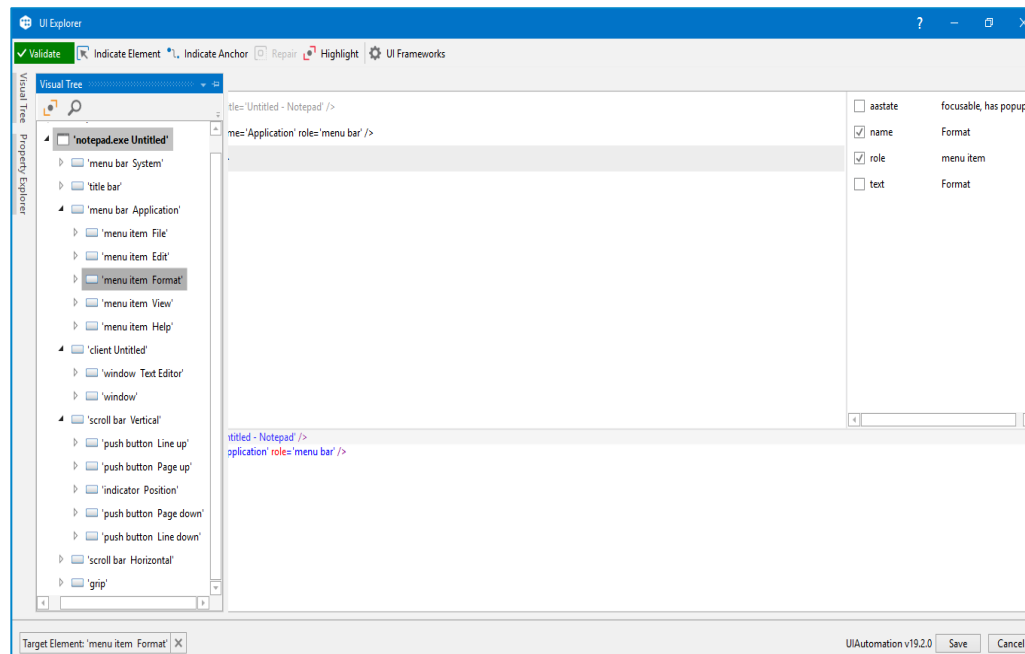 UI Explorer
?
Validate Indicate Element Indicate Anchor Repair Highlight UI Frameworks
Visual Tree
Property Explorer
Visual Tree
'notepad.exe Untitled'
'menu bar System'
'title bar'
'menu bar Application'
'menu item File'
'menu item Edit'
'menu item Format'
'menu item View'
'menu item Help'
'client Untitled'
'window Text Editor'
'window'
'scroll bar Vertical'
'push button Line up'
'push button Page up'
'indicator Position'
'push button Page down'
'push button Line down'
'scroll bar Horizontal'
'grip'
title='Untitled - Notepad' />
me='Application' role='menu bar' />
aastate focusable, has popup
name Format
role menu item
text Format
ntitled - Notepad' />
pplication' role='menu bar' />
Target Element: 'menu item Format' X
UIAutomation v19.2.0 Save Cancel